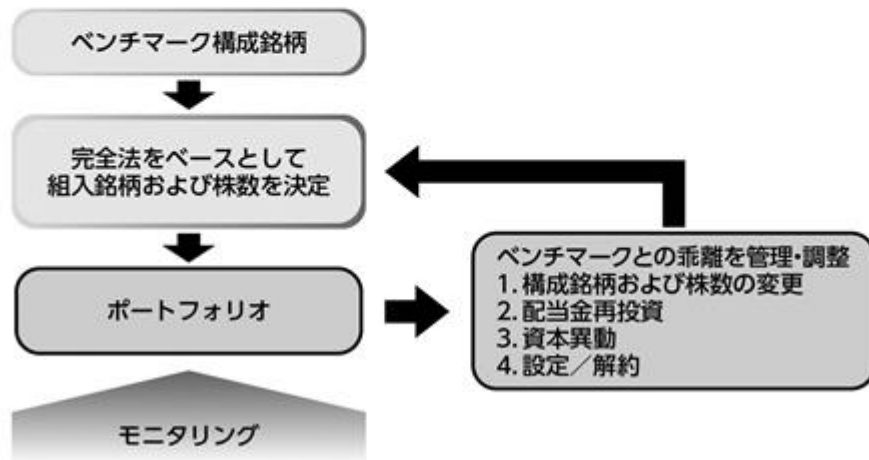 ベンチマーク構成銘柄
完全法をベースとして
組入銘柄および株数を決定
ポートフォリオ
モニタリング
ベンチマークとの乖離を管理・調整
1. 構成銘柄および株数の変更
2. 配当金再投資
3. 資本異動
4. 設定／解約